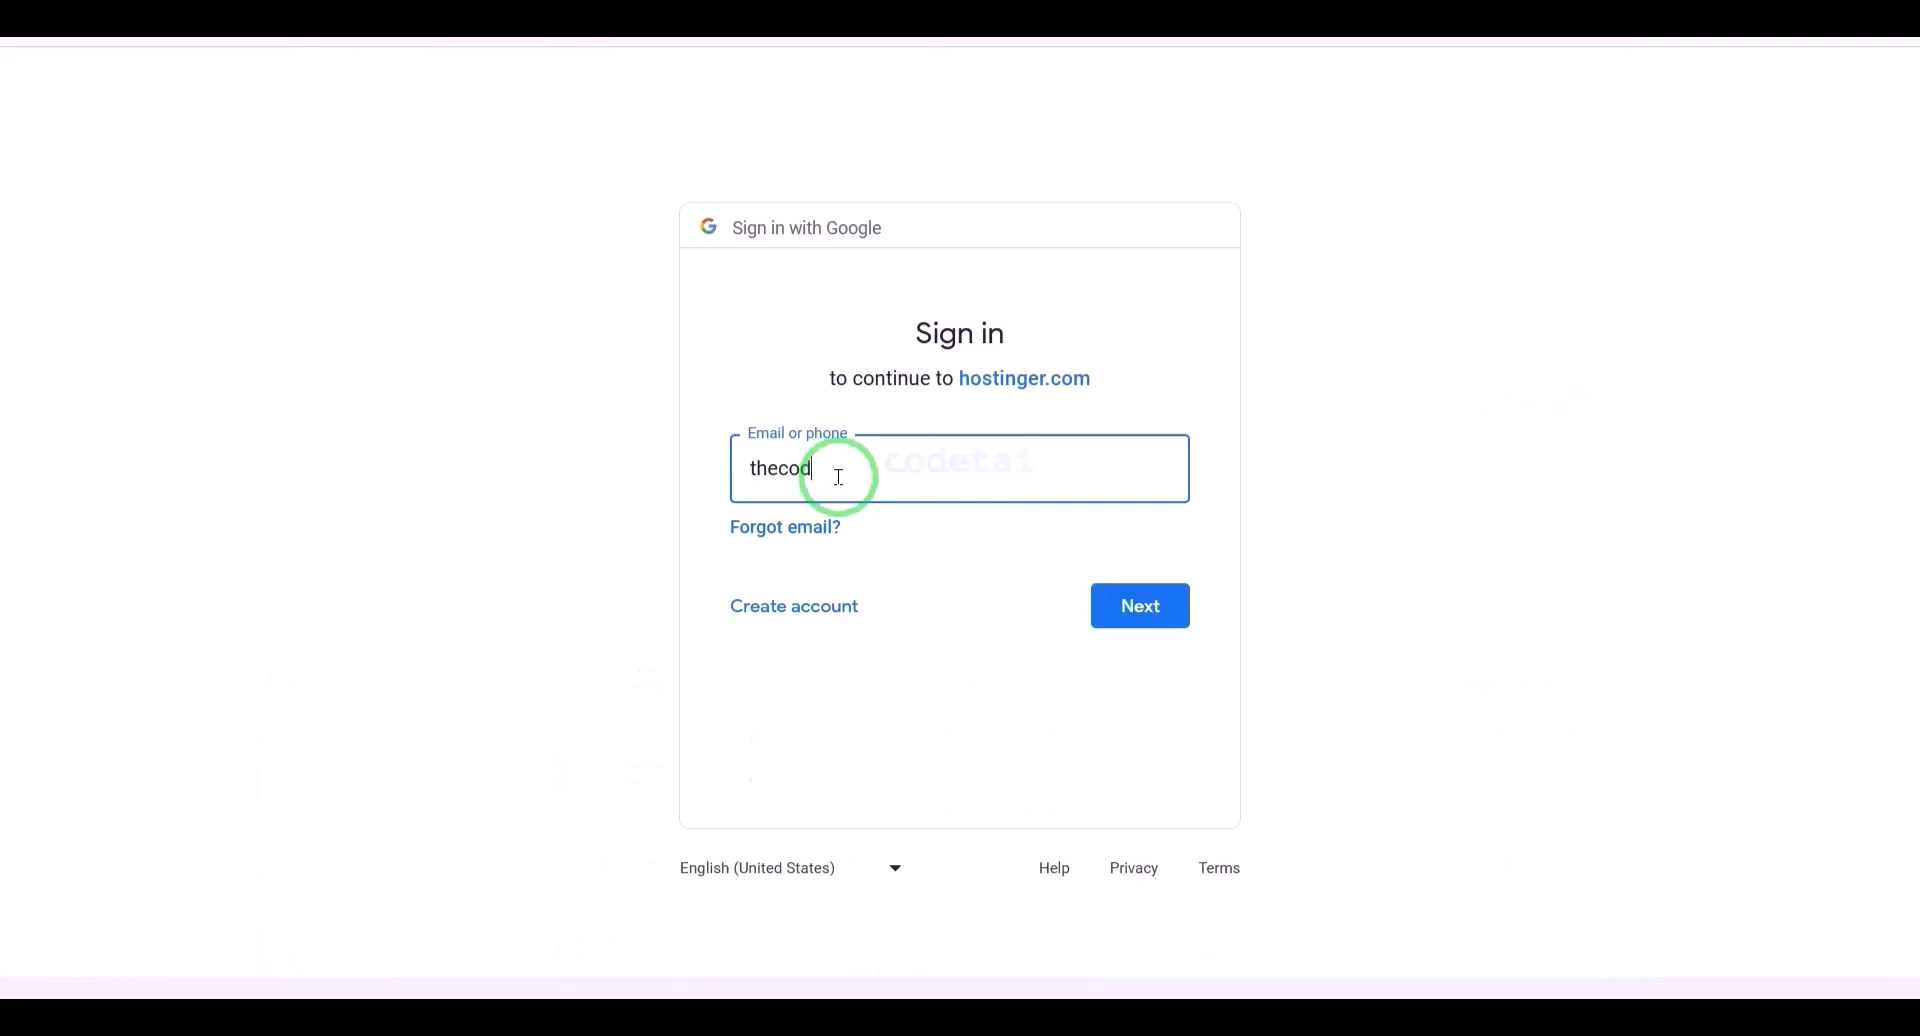 Sign in with Google
Sign in
to continue to hostinger.com
Email or phone
thecod
codetai
Forgot email?
Create account
Next
English (United States)
Help
Privacy
Terms